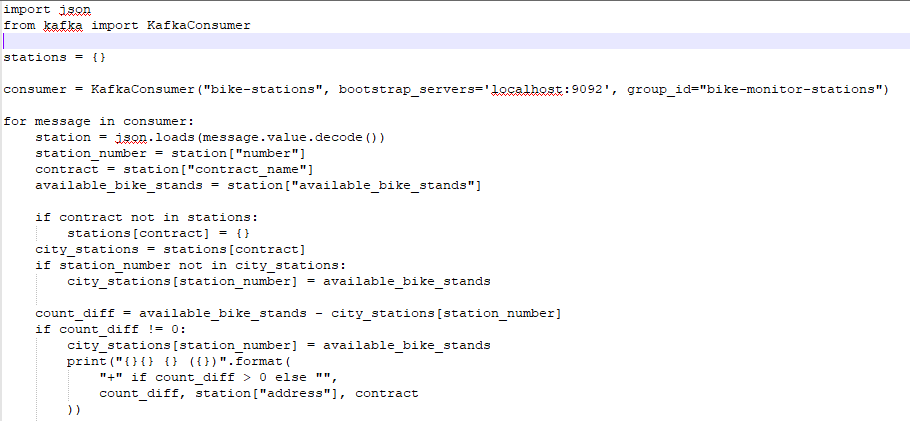 import json
from kafka import KafkaConsumer
stations = {}
consumer = KafkaConsumer("bike-stations", bootstrap_servers='localhost:9092', group_id="bike-monitor-stations")
for message in consumer:
    station = json.loads(message.value.decode())
    station_number = station["number"]
    contract = station["contract_name"]
    available_bike_stands = station["available_bike_stands"]
    if contract not in stations:
        stations[contract] = {}
    city_stations = stations[contract]
    if station_number not in city_stations:
        city_stations[station_number] = available_bike_stands
    count_diff = available_bike_stands - city_stations[station_number]
    if count_diff != 0:
        city_stations[station_number] = available_bike_stands
        print("{}{} {} ({})".format(
            "+" if count_diff > 0 else "",
            count_diff, station["address"], contract
        ))